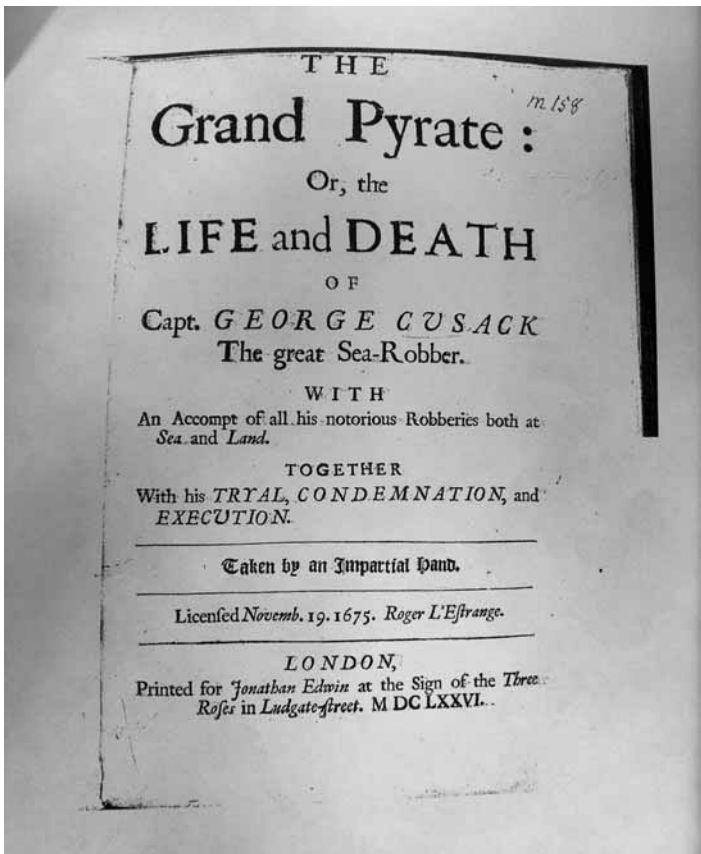 THE
m 158
Grand Pyrate :
Or, the
LIFE and DEATH
OF
Capt. GEORGE CUSACK
The great Sea-Robber.
WITH
An Accompt of all his notorious Robberies both at
Sea and Land.
TOGETHER
With his TRYAL, CONDEMNATION, and
EXECUTION.
Taken by an Impartial Hand.
Licenſed Novemb. 19. 1675. Roger L'Eſtrange.
LONDON,
Printed for Jonathan Edwin at the Sign of the Three
Roſes in Ludgate-ſtreet. M DC LXXVI.